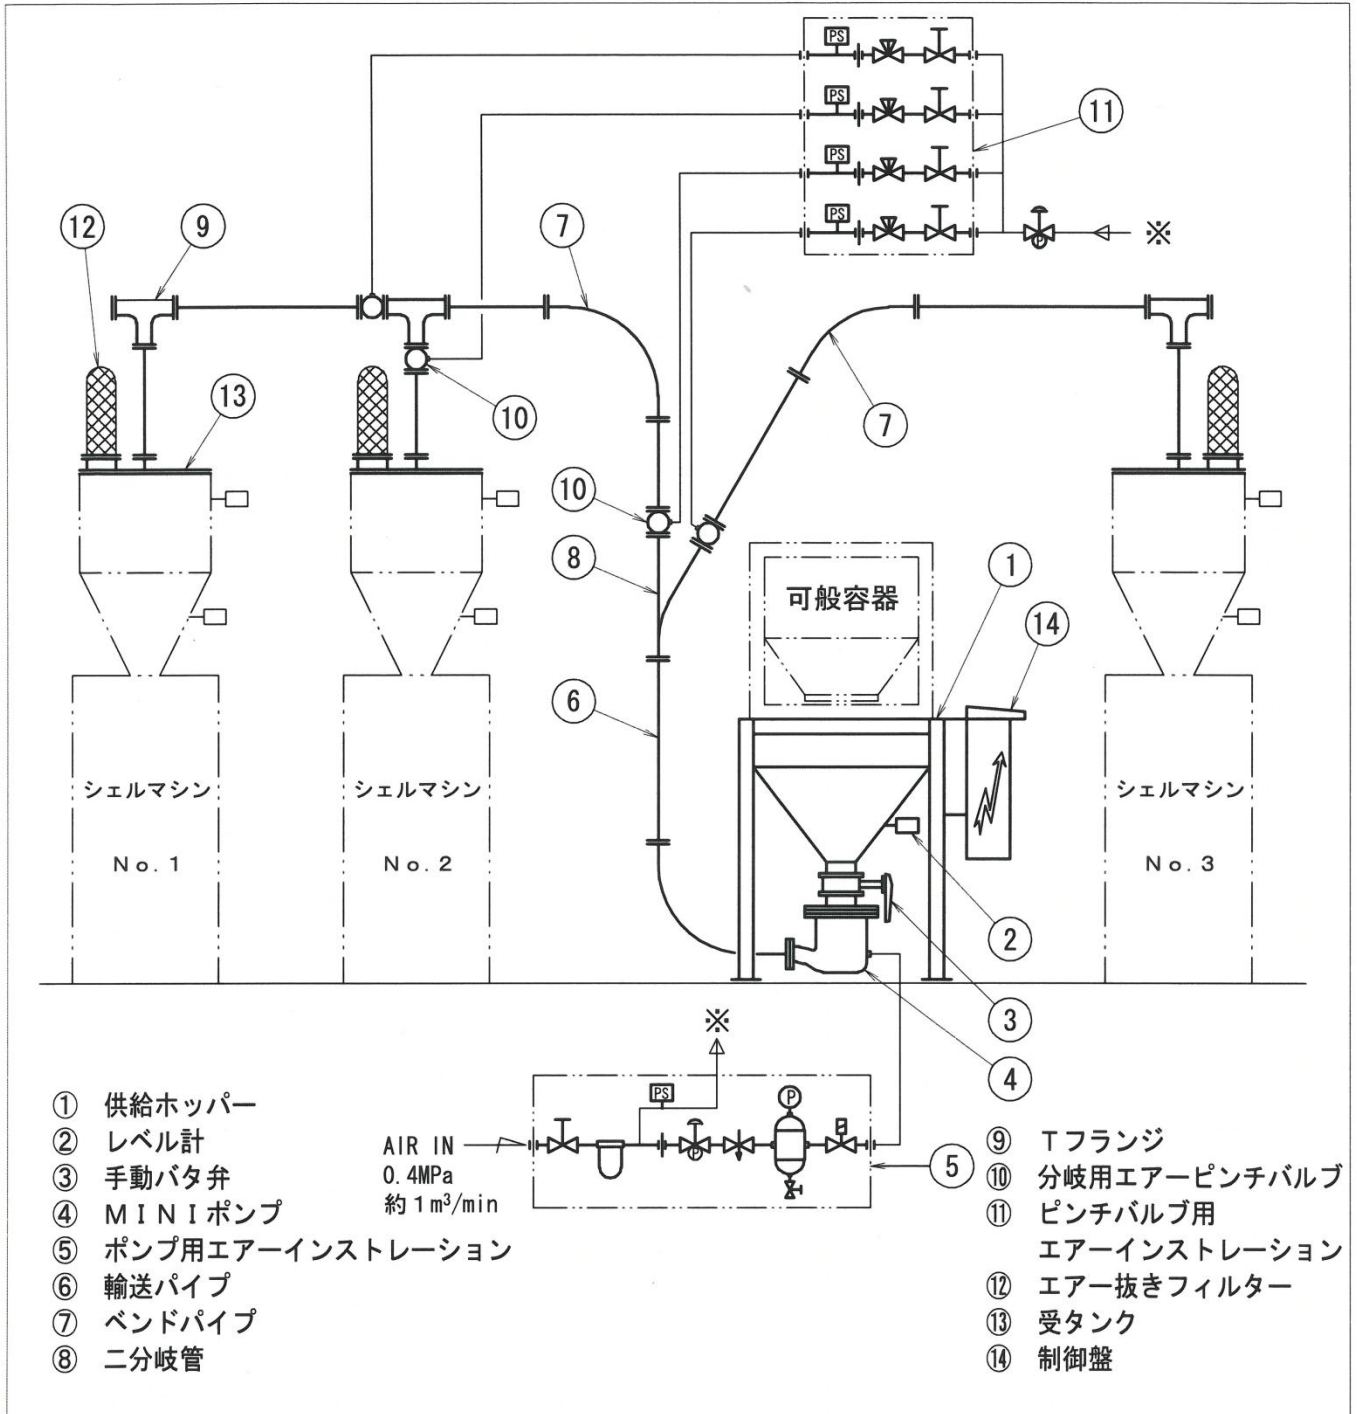 PS
PS
PS
PS
⑪
P
※
⑫
⑨
⑦
⑬
⑩
⑦
⑩
⑧
①
可般容器
⑭
⑥
シェルマシン
No.1
シェルマシン
No.2
シェルマシン
No.3
②
③
④
※
PS
P
P
⑤
AIR IN
0.4MPa
約1m³/min
① 供給ホッパー
② レベル計
③ 手動バタ弁
④ MINIポンプ
⑤ ポンプ用エアーインストレーション
⑥ 輸送パイプ
⑦ ベンドパイプ
⑧ 二分岐管
⑨ Tフランジ
⑩ 分岐用エアーピンチバルブ
⑪ ピンチバルブ用
エアーインストレーション
⑫ エアー抜きフィルター
⑬ 受タンク
⑭ 制御盤